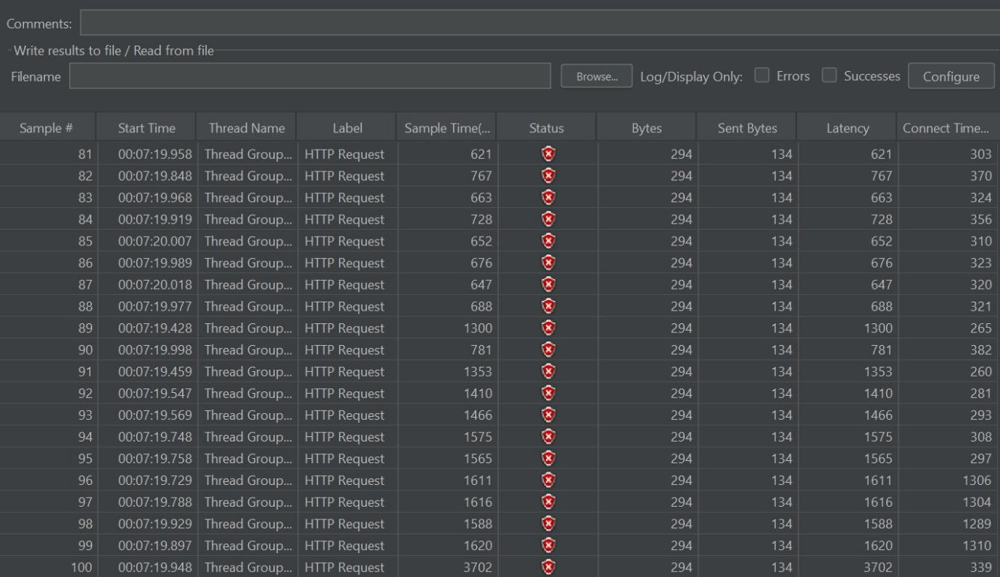 Comments:
Write results to file / Read from file
Filename Browse... Log/Display Only: Errors Successes Configure
Sample # Start Time Thread Name Label Sample Time(... Status Bytes Sent Bytes Latency Connect Time...
81 00:07:19.958 Thread Group... HTTP Request 621 294 134 621 303
82 00:07:19.848 Thread Group... HTTP Request 767 294 134 767 370
83 00:07:19.968 Thread Group... HTTP Request 663 294 134 663 324
84 00:07:19.919 Thread Group... HTTP Request 728 294 134 728 356
85 00:07:20.007 Thread Group... HTTP Request 652 294 134 652 310
86 00:07:19.989 Thread Group... HTTP Request 676 294 134 676 323
87 00:07:20.018 Thread Group... HTTP Request 647 294 134 647 320
88 00:07:19.977 Thread Group... HTTP Request 688 294 134 688 321
89 00:07:19.428 Thread Group... HTTP Request 1300 294 134 1300 265
90 00:07:19.998 Thread Group... HTTP Request 781 294 134 781 382
91 00:07:19.459 Thread Group... HTTP Request 1353 294 134 1353 260
92 00:07:19.547 Thread Group... HTTP Request 1410 294 134 1410 281
93 00:07:19.569 Thread Group... HTTP Request 1466 294 134 1466 293
94 00:07:19.748 Thread Group... HTTP Request 1575 294 134 1575 308
95 00:07:19.758 Thread Group... HTTP Request 1565 294 134 1565 297
96 00:07:19.729 Thread Group... HTTP Request 1611 294 134 1611 1306
97 00:07:19.788 Thread Group... HTTP Request 1616 294 134 1616 1304
98 00:07:19.929 Thread Group... HTTP Request 1588 294 134 1588 1289
99 00:07:19.897 Thread Group... HTTP Request 1620 294 134 1620 1310
100 00:07:19.948 Thread Group... HTTP Request 3702 294 134 3702 339